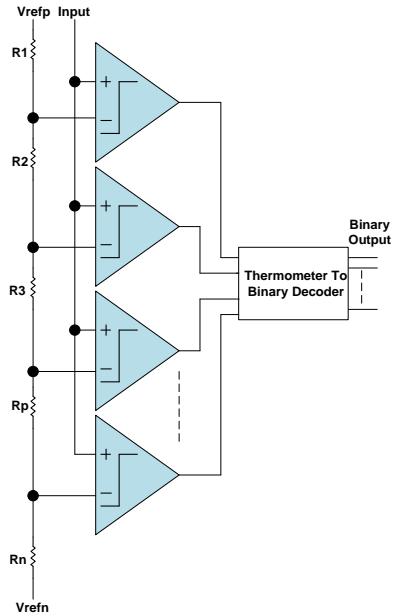 Vrefp Input
R1
R2
R3
Rp
Rn
Vrefn
+
−
+
−
+
−
+
−
Thermometer To
Binary Decoder
Binary
Output